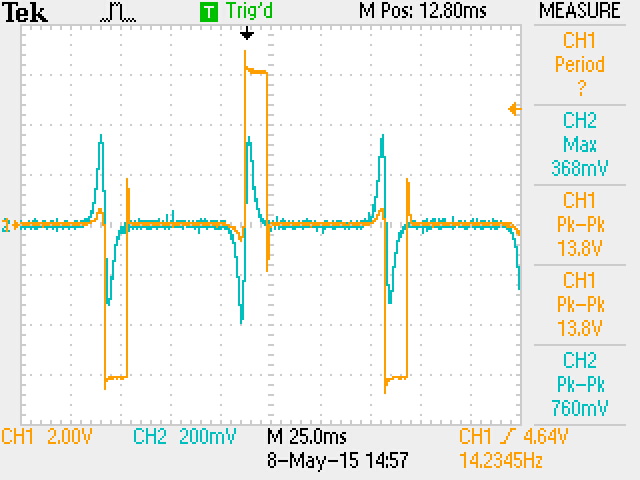 Tek T Trig'd M Pos: 12.80ms MEASURE
CH1
Period
?
CH2
Max
368mV
CH1
Pk-Pk
13.8V
CH1
Pk-Pk
13.8V
CH2
Pk-Pk
760mV
CH1 2.00V CH2 200mV M 25.0ms CH1 4.64V
8-May-15 14:57 14.2345Hz